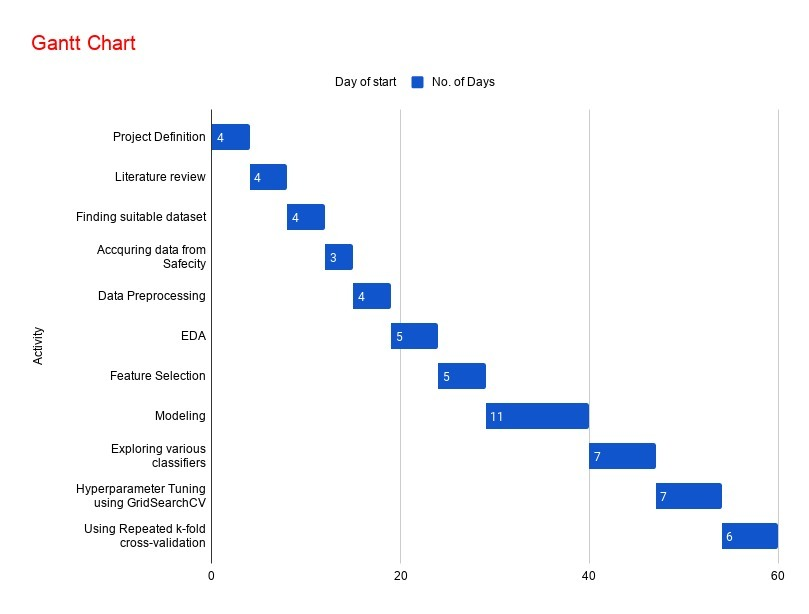 Gantt Chart
Day of start No. of Days
Project Definition 4
Literature review 4
Finding suitable dataset 4
Accquring data from
Safecity 3
Data Preprocessing 4
EDA 5
Feature Selection 5
Modeling 11
Exploring various
classifiers 7
Hyperparameter Tuning
using GridSearchCV 7
Using Repeated k-fold
cross-validation 6
Activity
0 20 40 60